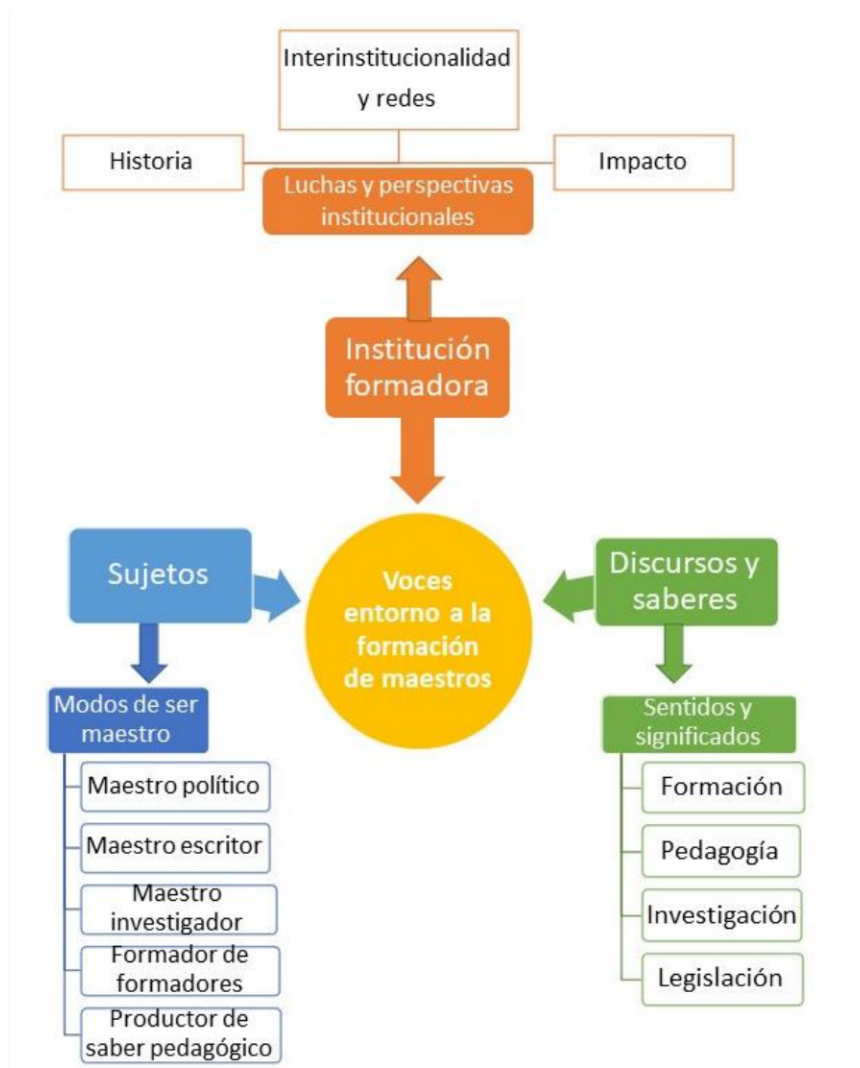 Interinstitucionalidad
y redes
Historia
Impacto
Luchas y perspectivas
institucionales
Institución
formadora
Sujetos
Voces
entorno a la
formación
de maestros
Discursos y
saberes
Modos de ser
maestro
Maestro político
Maestro escritor
Maestro
investigador
Formador de
formadores
Productor de
saber pedagógico
Sentidos y
significados
Formación
Pedagogía
Investigación
Legislación